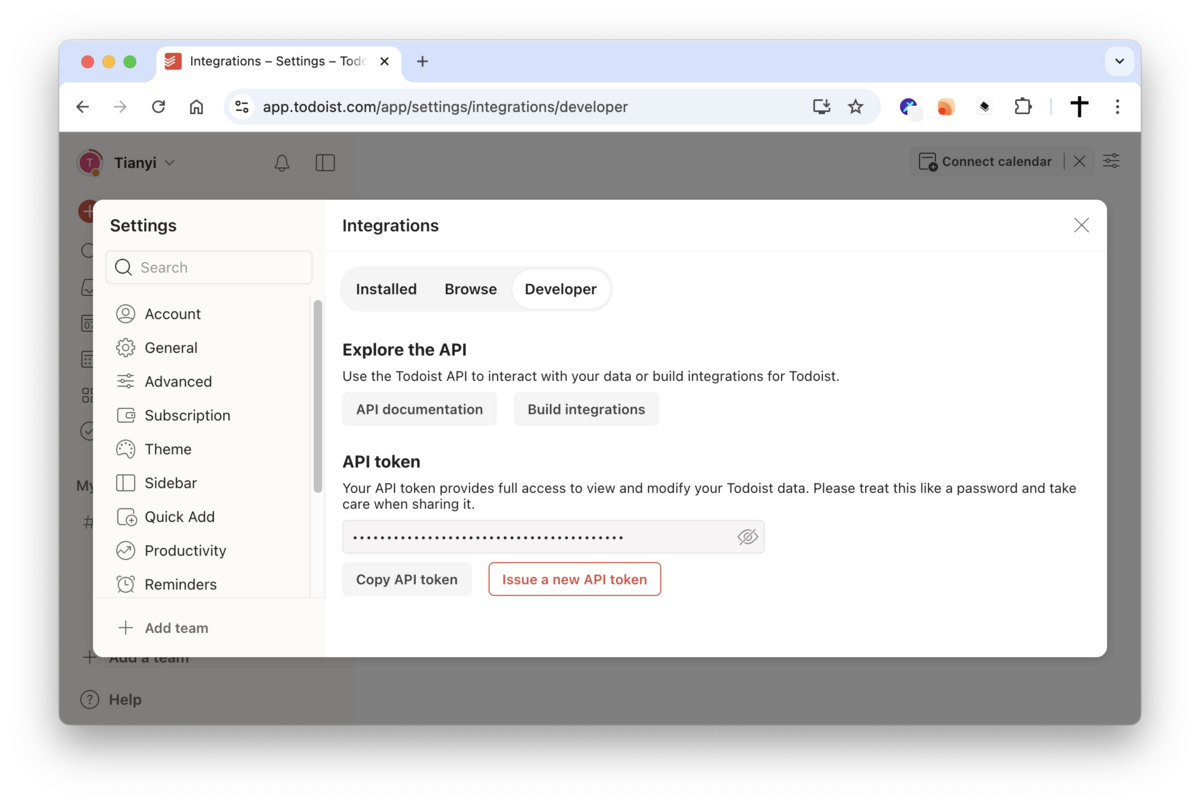 Integrations – Settings – Todo
app.todoist.com/app/settings/integrations/developer
T Tianyi
Connect calendar
Settings
Integrations
Search
Installed Browse Developer
Account
General
Advanced
Subscription
Theme
Sidebar
Quick Add
Productivity
Reminders
Add team
Explore the API
Use the Todoist API to interact with your data or build integrations for Todoist.
API documentation Build integrations
API token
Your API token provides full access to view and modify your Todoist data. Please treat this like a password and take
care when sharing it.
••••••••••••••••••••••••••••••••••••••••
Copy API token Issue a new API token
My
#
Add a team
? Help